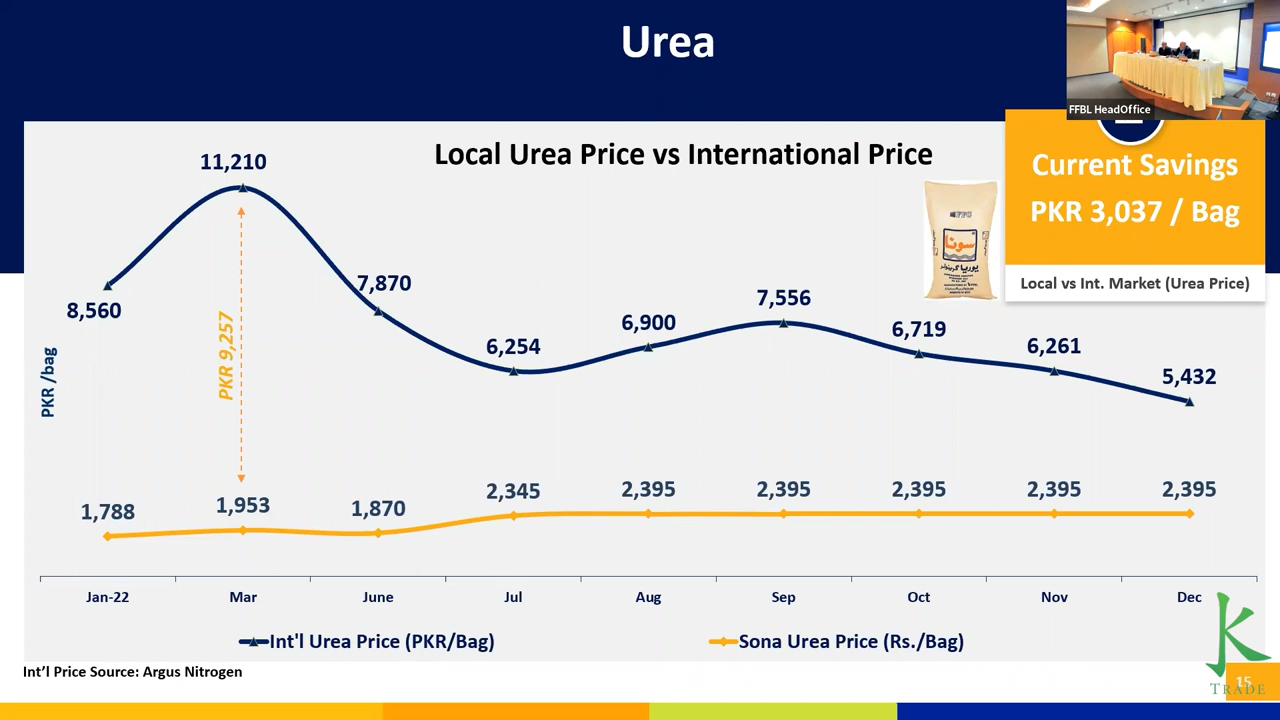 Urea
FFBL HeadOffice
Local Urea Price vs International Price
Current Savings
PKR 3,037 / Bag
Local vs Int. Market (Urea Price)
FFC
سونا
یوریا
PKR /bag
8,560
11,210
7,870
6,254
6,900
7,556
6,719
6,261
5,432
PKR 9,257
1,788
1,953
1,870
2,345
2,395
2,395
2,395
2,395
2,395
Jan-22
Mar
June
Jul
Aug
Sep
Oct
Nov
Dec
Int'l Urea Price (PKR/Bag)
Sona Urea Price (Rs./Bag)
Int'l Price Source: Argus Nitrogen
K
TRADE
15